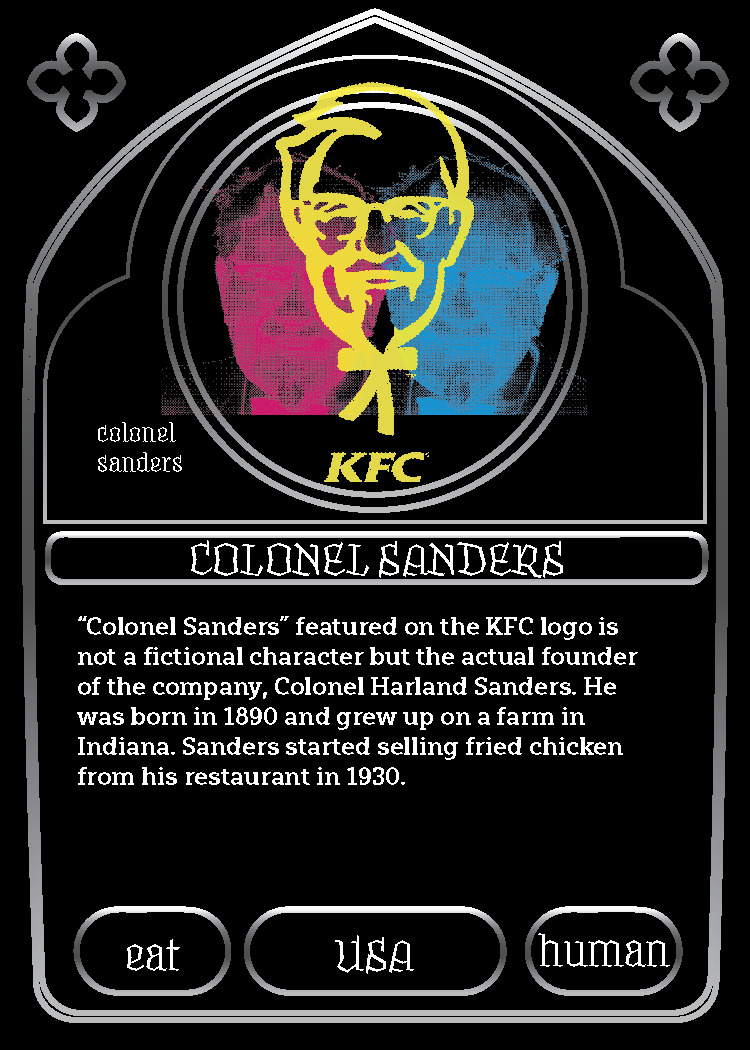 KFC
colonel
sanders
COLONEL SANDERS
“Colonel Sanders” featured on the KFC logo is
not a fictional character but the actual founder
of the company, Colonel Harland Sanders. He
was born in 1890 and grew up on a farm in
Indiana. Sanders started selling fried chicken
from his restaurant in 1930.
eat
USA
human